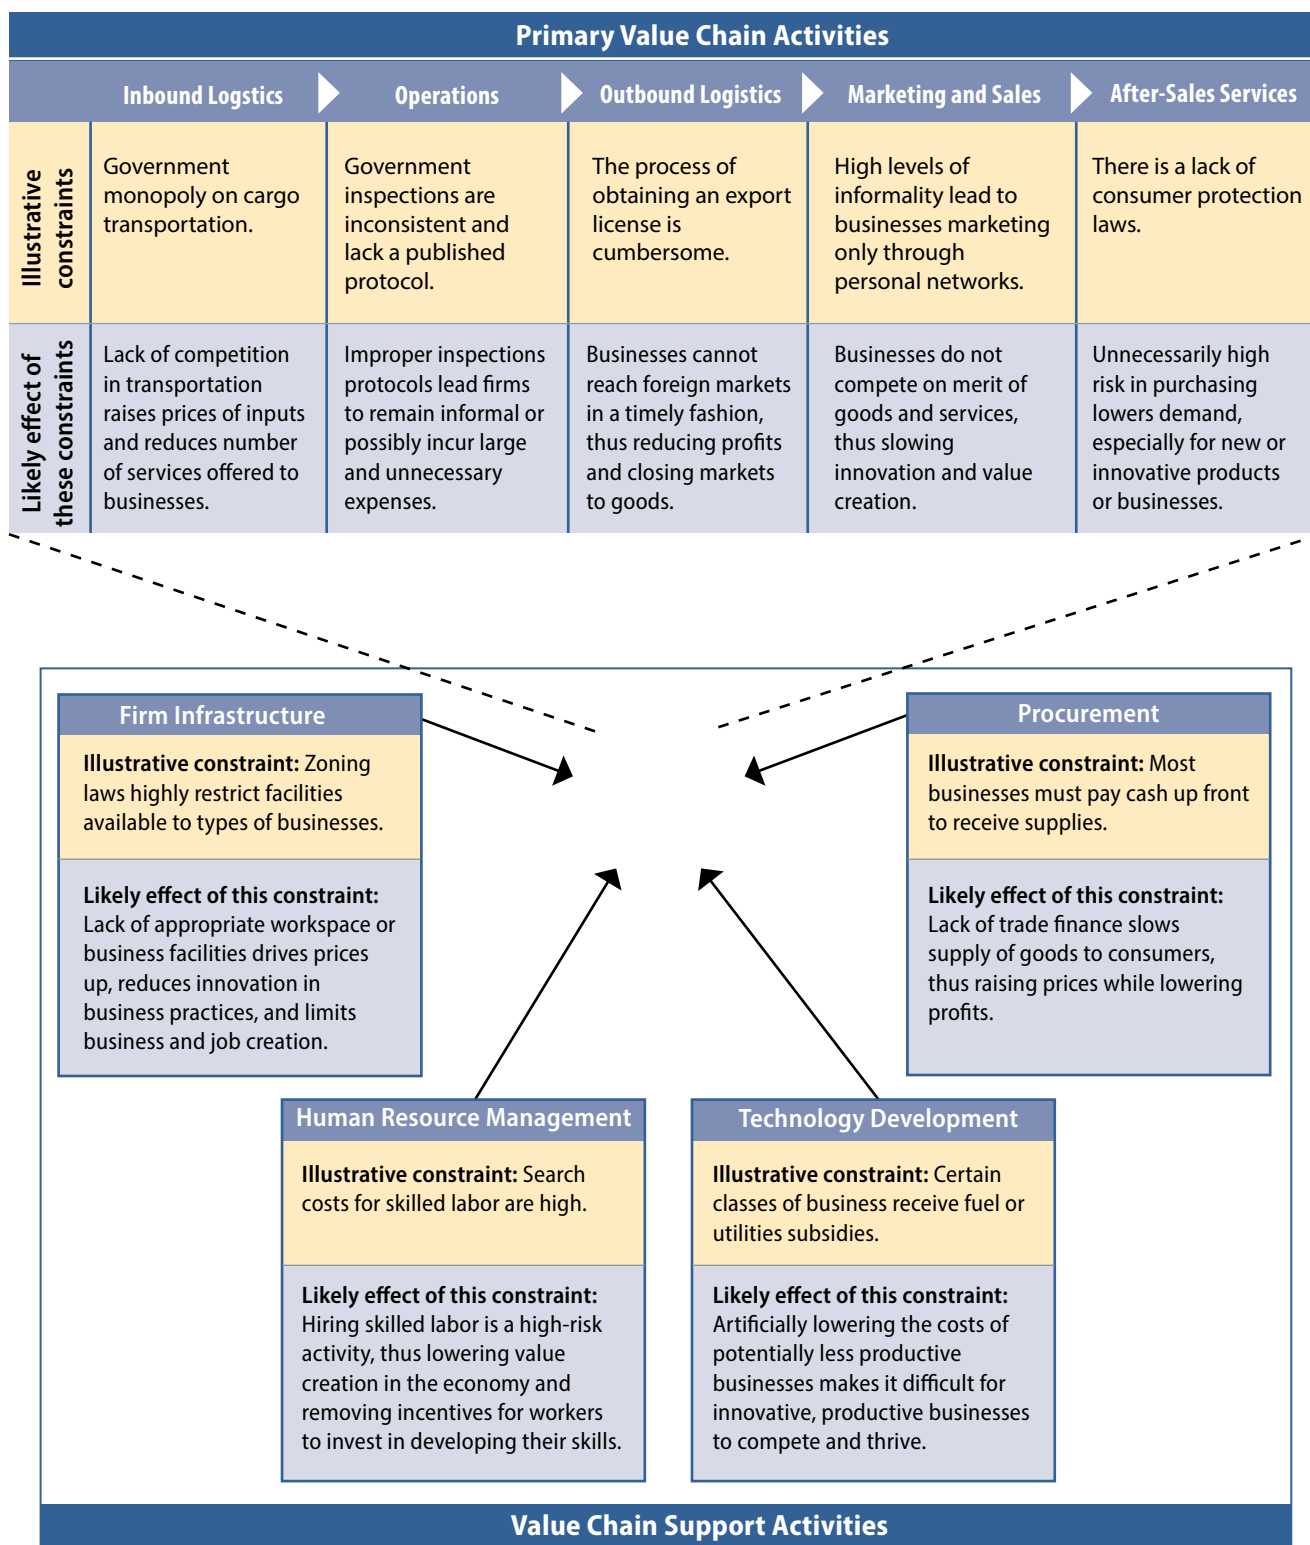 Primary Value Chain Activities
Inbound Logstics
Operations
Outbound Logistics
Marketing and Sales
After-Sales Services
Illustrative
constraints
Government
monopoly on cargo
transportation.
Government
inspections are
inconsistent and
lack a published
protocol.
The process of
obtaining an export
license is
cumbersome.
High levels of
informality lead to
businesses marketing
only through
personal networks.
There is a lack of
consumer protection
laws.
Likely effect of
these constraints
Lack of competition
in transportation
raises prices of inputs
and reduces number
of services offered to
businesses.
Improper inspections
protocols lead firms
to remain informal or
possibly incur large
and unnecessary
expenses.
Businesses cannot
reach foreign markets
in a timely fashion,
thus reducing profits
and closing markets
to goods.
Businesses do not
compete on merit of
goods and services,
thus slowing
innovation and value
creation.
Unnecessarily high
risk in purchasing
lowers demand,
especially for new or
innovative products
or businesses.
Firm Infrastructure
Illustrative constraint: Zoning
laws highly restrict facilities
available to types of businesses.
Likely effect of this constraint:
Lack of appropriate workspace or
business facilities drives prices
up, reduces innovation in
business practices, and limits
business and job creation.
Procurement
Illustrative constraint: Most
businesses must pay cash up front
to receive supplies.
Likely effect of this constraint:
Lack of trade finance slows
supply of goods to consumers,
thus raising prices while lowering
profits.
Human Resource Management
Illustrative constraint: Search
costs for skilled labor are high.
Likely effect of this constraint:
Hiring skilled labor is a high-risk
activity, thus lowering value
creation in the economy and
removing incentives for workers
to invest in developing their skills.
Technology Development
Illustrative constraint: Certain
classes of business receive fuel or
utilities subsidies.
Likely effect of this constraint:
Artificially lowering the costs of
potentially less productive
businesses makes it difficult for
innovative, productive businesses
to compete and thrive.
Value Chain Support Activities